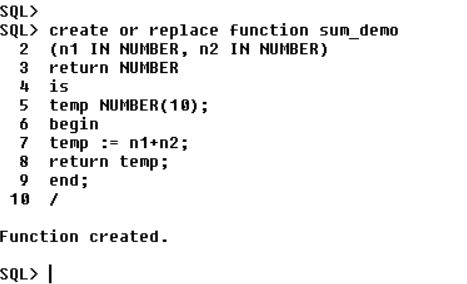 SQL>
SQL> create or replace function sum_demo
2 (n1 IN NUMBER, n2 IN NUMBER)
3 return NUMBER
4 is
5 temp NUMBER(10);
6 begin
7 temp := n1+n2;
8 return temp;
9 end;
10 /
Function created.
SQL>